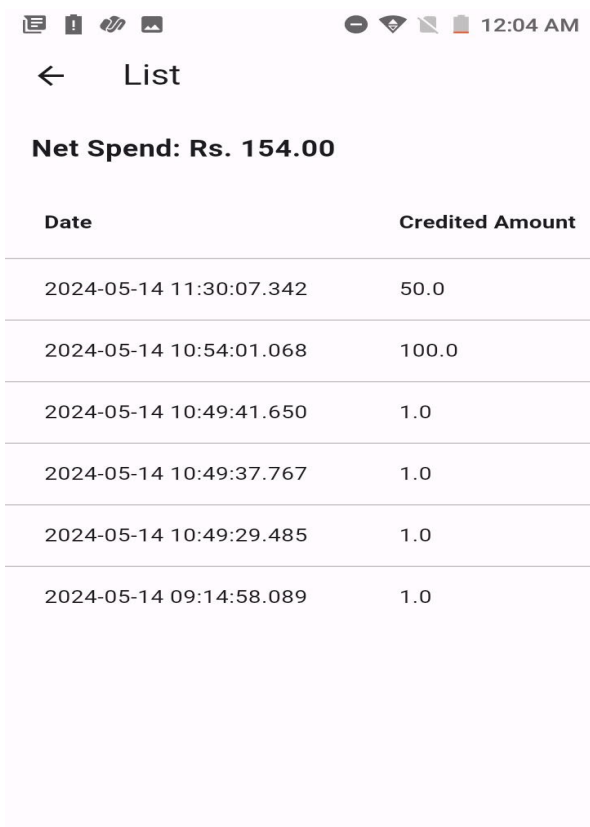 12:04 AM
List
Net Spend: Rs. 154.00
Date Credited Amount
2024-05-14 11:30:07.342 50.0
2024-05-14 10:54:01.068 100.0
2024-05-14 10:49:41.650 1.0
2024-05-14 10:49:37.767 1.0
2024-05-14 10:49:29.485 1.0
2024-05-14 09:14:58.089 1.0